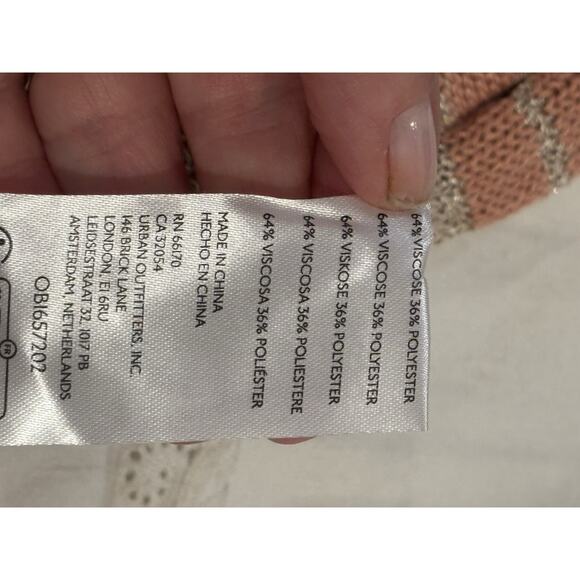 64% VISCOSE 36% POLYESTER
64% VISCOSE 36% POLYESTER
64% VISKOSE 36% POLYESTER
64% VISCOSA 36% POLIESTERE
64% VISCOSA 36% POLIÉSTER
MADE IN CHINA
HECHO EN CHINA
RN 66170
CA 32054
URBAN OUTFITTERS, INC.
146 BRICK LANE
LONDON, E1 6RU
LEIDSESTRAAT 32, 1017 PB
AMSTERDAM, NETHERLANDS
OB1657202
FR